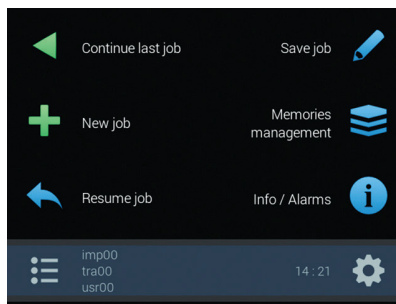 Continue last job
Save job
New job
Memories
management
Resume job
Info / Alarms
i
imp00
tra00
usr00
14 : 21